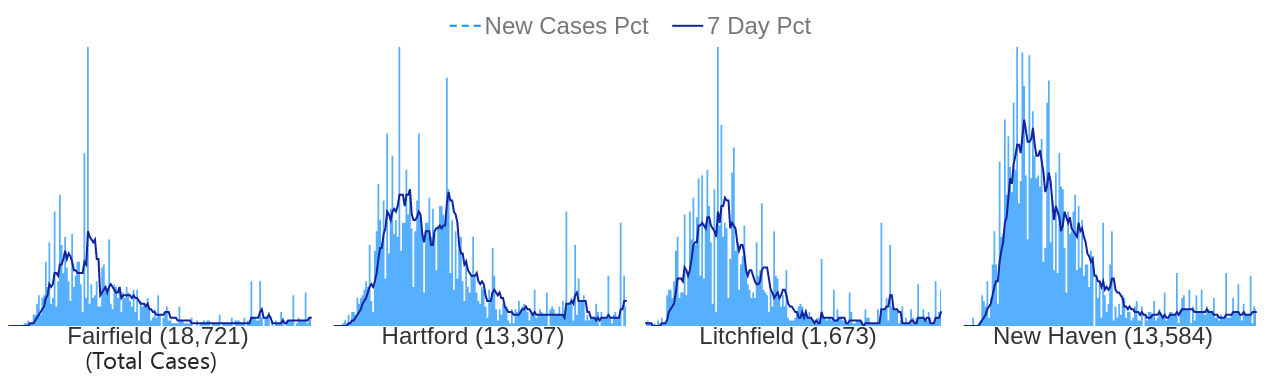 New Cases Pct 7 Day Pct
Fairfield (18,721) Hartford (13,307) Litchfield (1,673) New Haven (13,584)
(Total Cases)